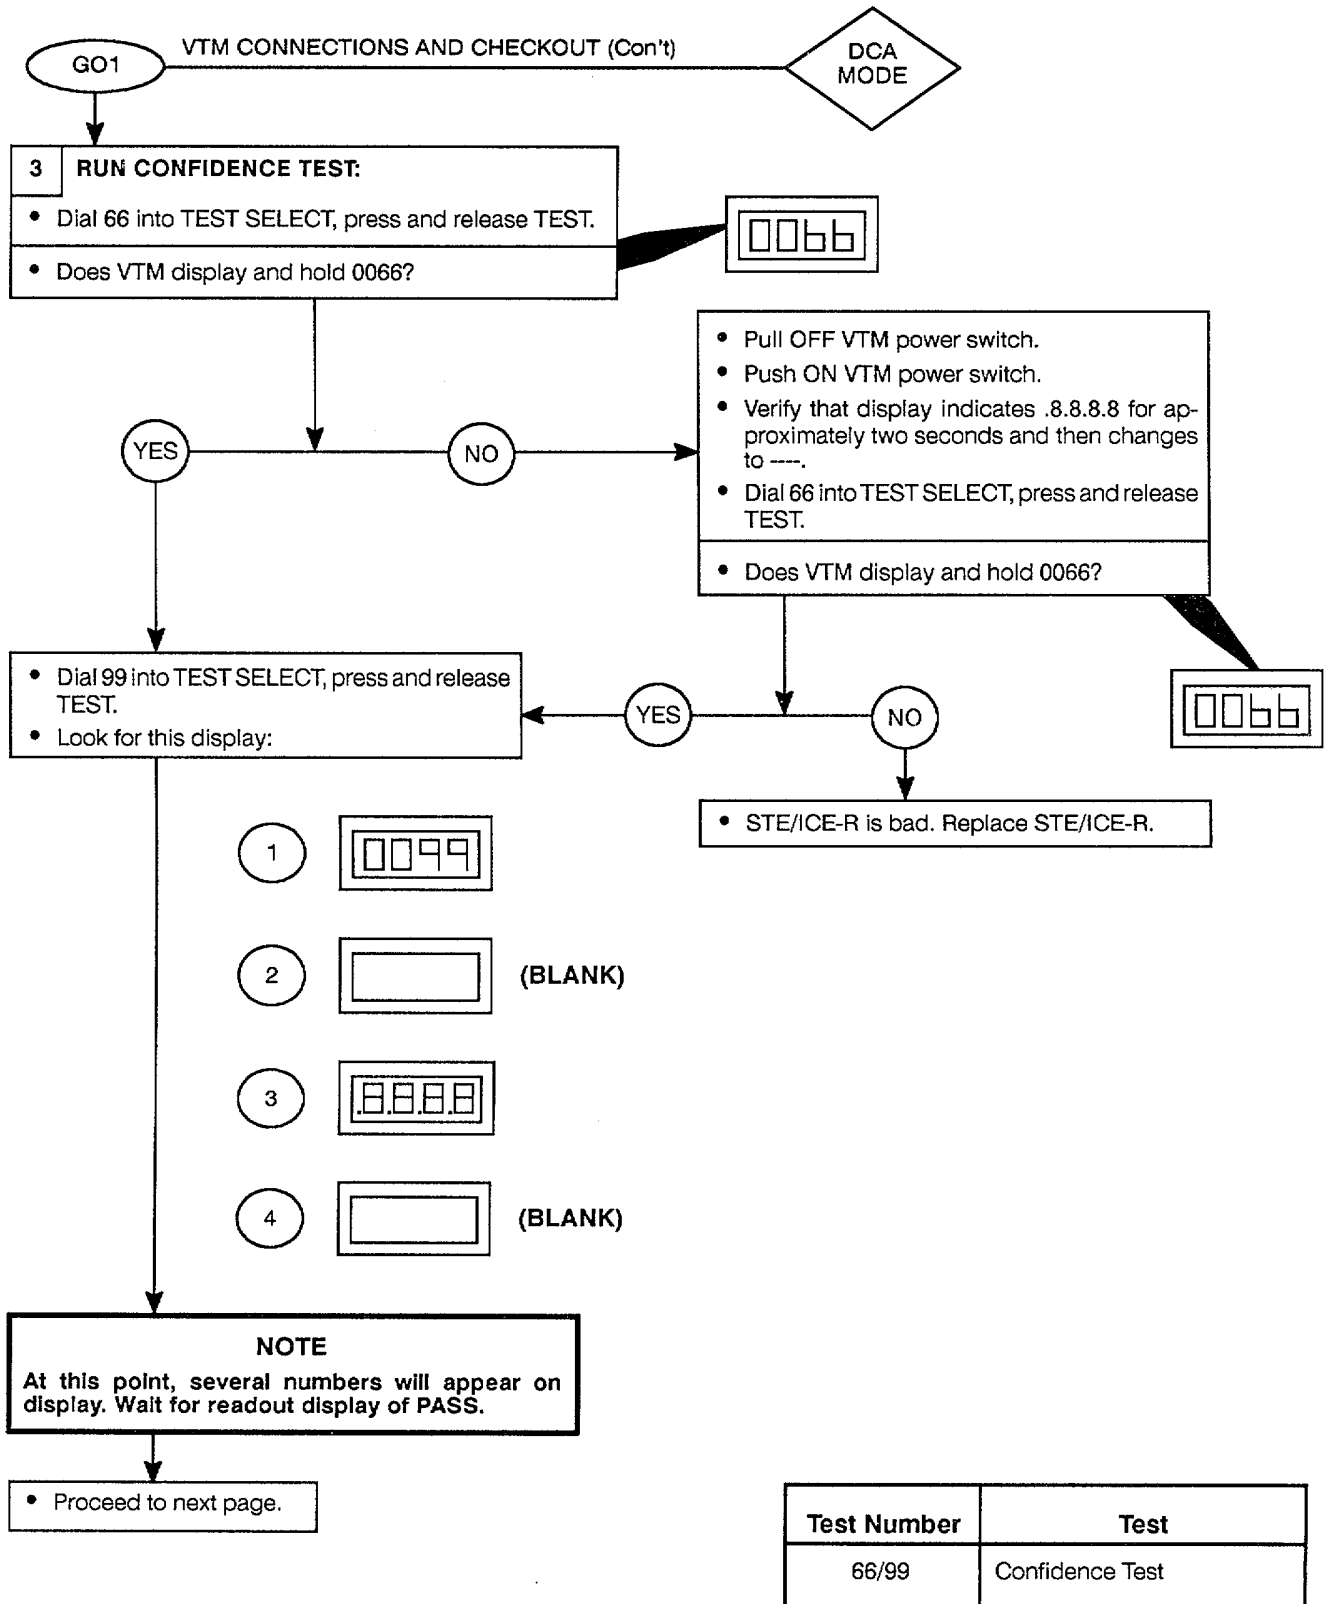 GO1
VTM CONNECTIONS AND CHECKOUT (Con't)
DCA
MODE
3 RUN CONFIDENCE TEST:
• Dial 66 into TEST SELECT, press and release TEST.
• Does VTM display and hold 0066?
0066
• Pull OFF VTM power switch.
• Push ON VTM power switch.
• Verify that display indicates .8.8.8.8 for ap-
proximately two seconds and then changes
to ----.
• Dial 66 into TEST SELECT, press and release
TEST.
• Does VTM display and hold 0066?
YES
NO
0066
• Dial 99 into TEST SELECT, press and release
TEST.
• Look for this display:
YES
NO
• STE/ICE-R is bad. Replace STE/ICE-R.
1
0099
2
(BLANK)
3
.8.8.8.8
4
(BLANK)
NOTE
At this point, several numbers will appear on
display. Wait for readout display of PASS.
• Proceed to next page.
Test Number Test
66/99 Confidence Test